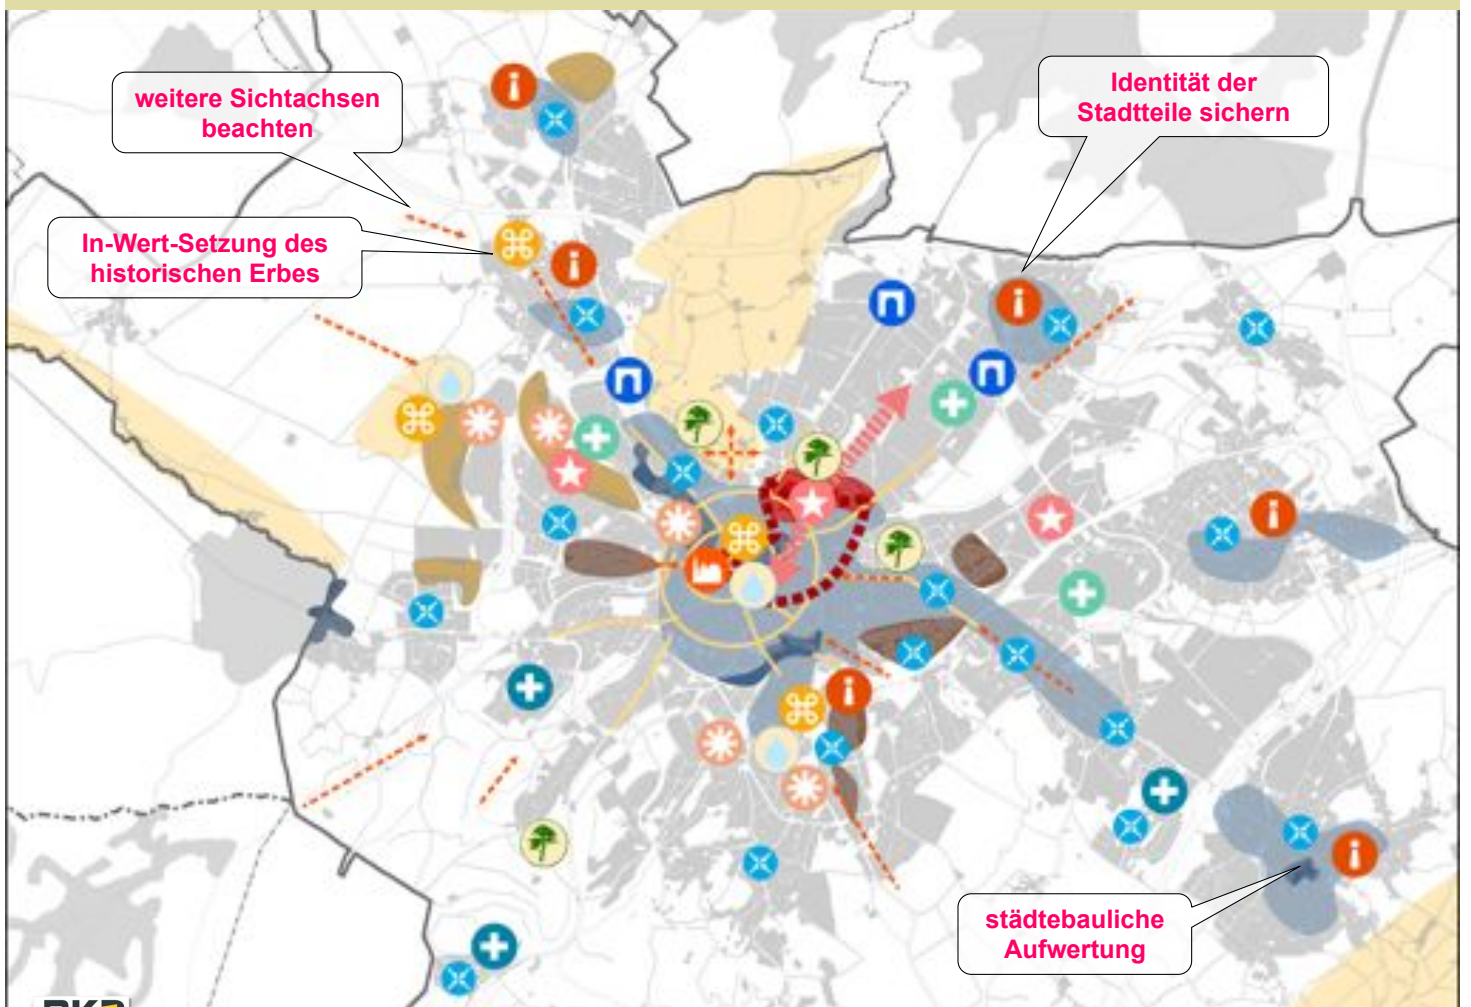 weitere Sichtachsen
beachten
Identität der
Stadtteile sichern
In-Wert-Setzung des
historischen Erbes
städtebauliche
Aufwertung